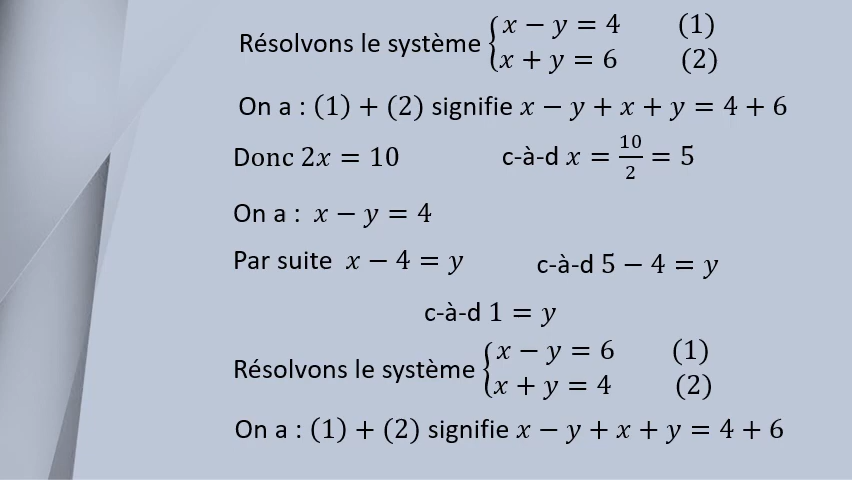 Résolvons le système {x − y = 4 (1)
x + y = 6 (2)
On a : (1) + (2) signifie x − y + x + y = 4 + 6
Donc 2x = 10 c-à-d x = 10/2 = 5
On a : x − y = 4
Par suite x − 4 = y c-à-d 5 − 4 = y
c-à-d 1 = y
Résolvons le système {x − y = 6 (1)
x + y = 4 (2)
On a : (1) + (2) signifie x − y + x + y = 4 + 6